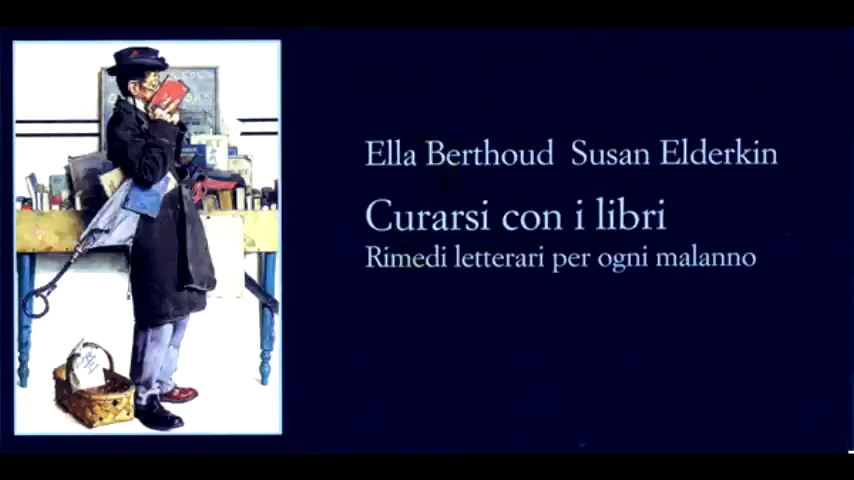 Ella Berthoud Susan Elderkin
Curarsi con i libri
Rimedi letterari per ogni malanno